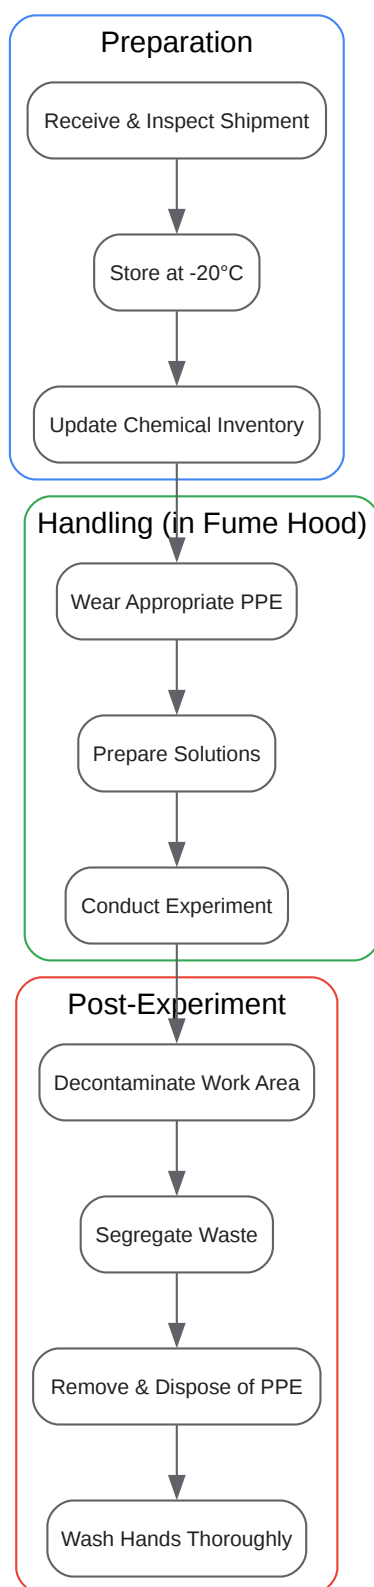 Preparation
Receive & Inspect Shipment
Store at -20°C
Update Chemical Inventory
Handling (in Fume Hood)
Wear Appropriate PPE
Prepare Solutions
Conduct Experiment
Post-Experiment
Decontaminate Work Area
Segregate Waste
Remove & Dispose of PPE
Wash Hands Thoroughly